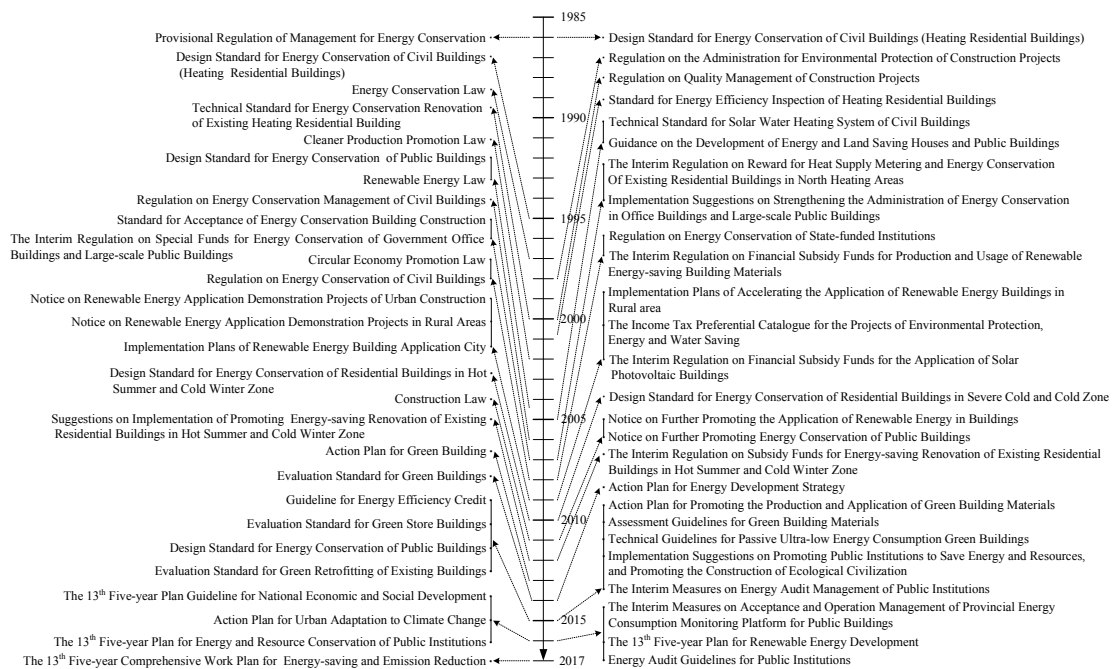 1985
Provisional Regulation of Management for Energy Conservation
Design Standard for Energy Conservation of Civil Buildings
(Heating Residential Buildings)
Energy Conservation Law
Technical Standard for Energy Conservation Renovation
of Existing Heating Residential Building
Cleaner Production Promotion Law
Design Standard for Energy Conservation of Public Buildings
Renewable Energy Law
Regulation on Energy Conservation Management of Civil Buildings
Standard for Acceptance of Energy Conservation Building Construction
The Interim Regulation on Special Funds for Energy Conservation of Government Office
Buildings and Large-scale Public Buildings
Circular Economy Promotion Law
Regulation on Energy Conservation of Civil Buildings
Notice on Renewable Energy Application Demonstration Projects of Urban Construction
Notice on Renewable Energy Application Demonstration Projects in Rural Areas
Implementation Plans of Renewable Energy Building Application City
Design Standard for Energy Conservation of Residential Buildings in Hot
Summer and Cold Winter Zone
Construction Law
Suggestions on Implementation of Promoting Energy-saving Renovation of Existing
Residential Buildings in Hot Summer and Cold Winter Zone
Action Plan for Green Building
Evaluation Standard for Green Buildings
Guideline for Energy Efficiency Credit
Evaluation Standard for Green Store Buildings
Design Standard for Energy Conservation of Public Buildings
Evaluation Standard for Green Retrofitting of Existing Buildings
The 13th Five-year Plan Guideline for National Economic and Social Development
Action Plan for Urban Adaptation to Climate Change
The 13th Five-year Plan for Energy and Resource Conservation of Public Institutions
The 13th Five-year Comprehensive Work Plan for Energy-saving and Emission Reduction
1990
1995
2000
2005
2010
2015
2017
Design Standard for Energy Conservation of Civil Buildings (Heating Residential Buildings)
Regulation on the Administration for Environmental Protection of Construction Projects
Regulation on Quality Management of Construction Projects
Standard for Energy Efficiency Inspection of Heating Residential Buildings
Technical Standard for Solar Water Heating System of Civil Buildings
Guidance on the Development of Energy and Land Saving Houses and Public Buildings
The Interim Regulation on Reward for Heat Supply Metering and Energy Conservation
Of Existing Residential Buildings in North Heating Areas
Implementation Suggestions on Strengthening the Administration of Energy Conservation
in Office Buildings and Large-scale Public Buildings
Regulation on Energy Conservation of State-funded Institutions
The Interim Regulation on Financial Subsidy Funds for Production and Usage of Renewable
Energy-saving Building Materials
Implementation Plans of Accelerating the Application of Renewable Energy Buildings in
Rural area
The Income Tax Preferential Catalogue for the Projects of Environmental Protection,
Energy and Water Saving
The Interim Regulation on Financial Subsidy Funds for the Application of Solar
Photovoltaic Buildings
Design Standard for Energy Conservation of Residential Buildings in Severe Cold and Cold Zone
Notice on Further Promoting the Application of Renewable Energy in Buildings
Notice on Further Promoting Energy Conservation of Public Buildings
The Interim Regulation on Subsidy Funds for Energy-saving Renovation of Existing Residential
Buildings in Hot Summer and Cold Winter Zone
Action Plan for Energy Development Strategy
Action Plan for Promoting the Production and Application of Green Building Materials
Assessment Guidelines for Green Building Materials
Technical Guidelines for Passive Ultra-low Energy Consumption Green Buildings
Implementation Suggestions on Promoting Public Institutions to Save Energy and Resources,
and Promoting the Construction of Ecological Civilization
The Interim Measures on Energy Audit Management of Public Institutions
The Interim Measures on Acceptance and Operation Management of Provincial Energy
Consumption Monitoring Platform for Public Buildings
The 13th Five-year Plan for Renewable Energy Development
Energy Audit Guidelines for Public Institutions